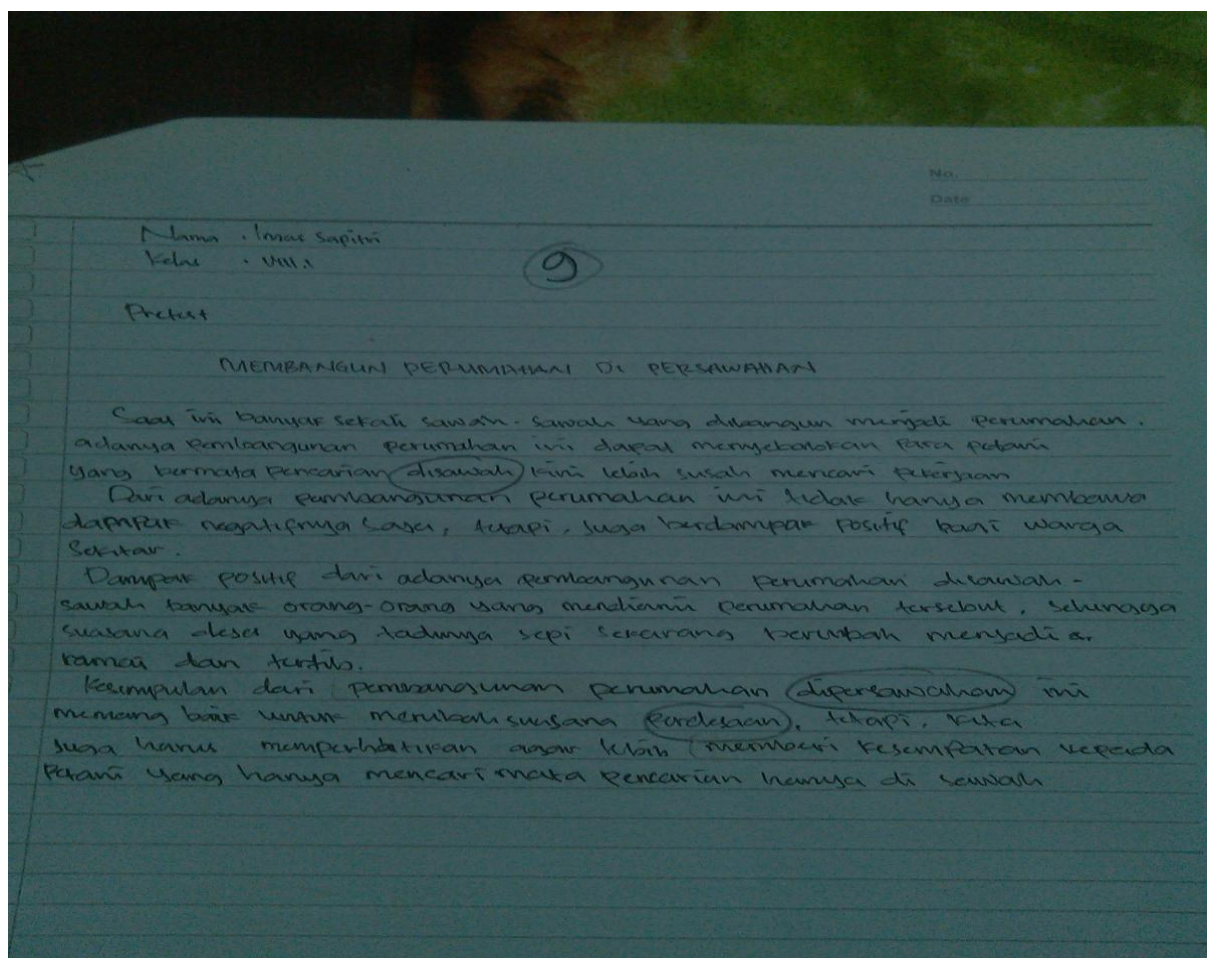 No.
Date
Nama . Sapitri
Kelas . VIII.
9
Pretest
MEMBANGUN PERUMAHAN DI PERSAWAHAN
Saat ini banyak sekali sawah-sawah yang dibangun menjadi perumahan.
adanya pembangunan perumahan ini dapat menyebabkan para petani
yang bermata pencarian disawah kini lebih susah mencari pekerjaan
Dari adanya pembangunan perumahan ini tidak hanya membawa
dapnpak negatifnya saja, tetapi, juga berdampak positif bagi warga
sekitar.
Dampak positif dari adanya pembangunan perumahan disawah-
sawah banyak orang-orang yang mendiami perumahan tersebut, sehingga
suasana desa yang tadinya sepi sekarang berubah menjadi
ramai dan tertib.
Kesimpulan dari pembangunan perumahan dipersawahan ini
memang baik untuk merubah suasana perdesaan, tetapi, kita
juga harus memperhatikan agar lebih memberi kesempatan kepada
petani yang hanya mencari mata pencarian hanya di sawah